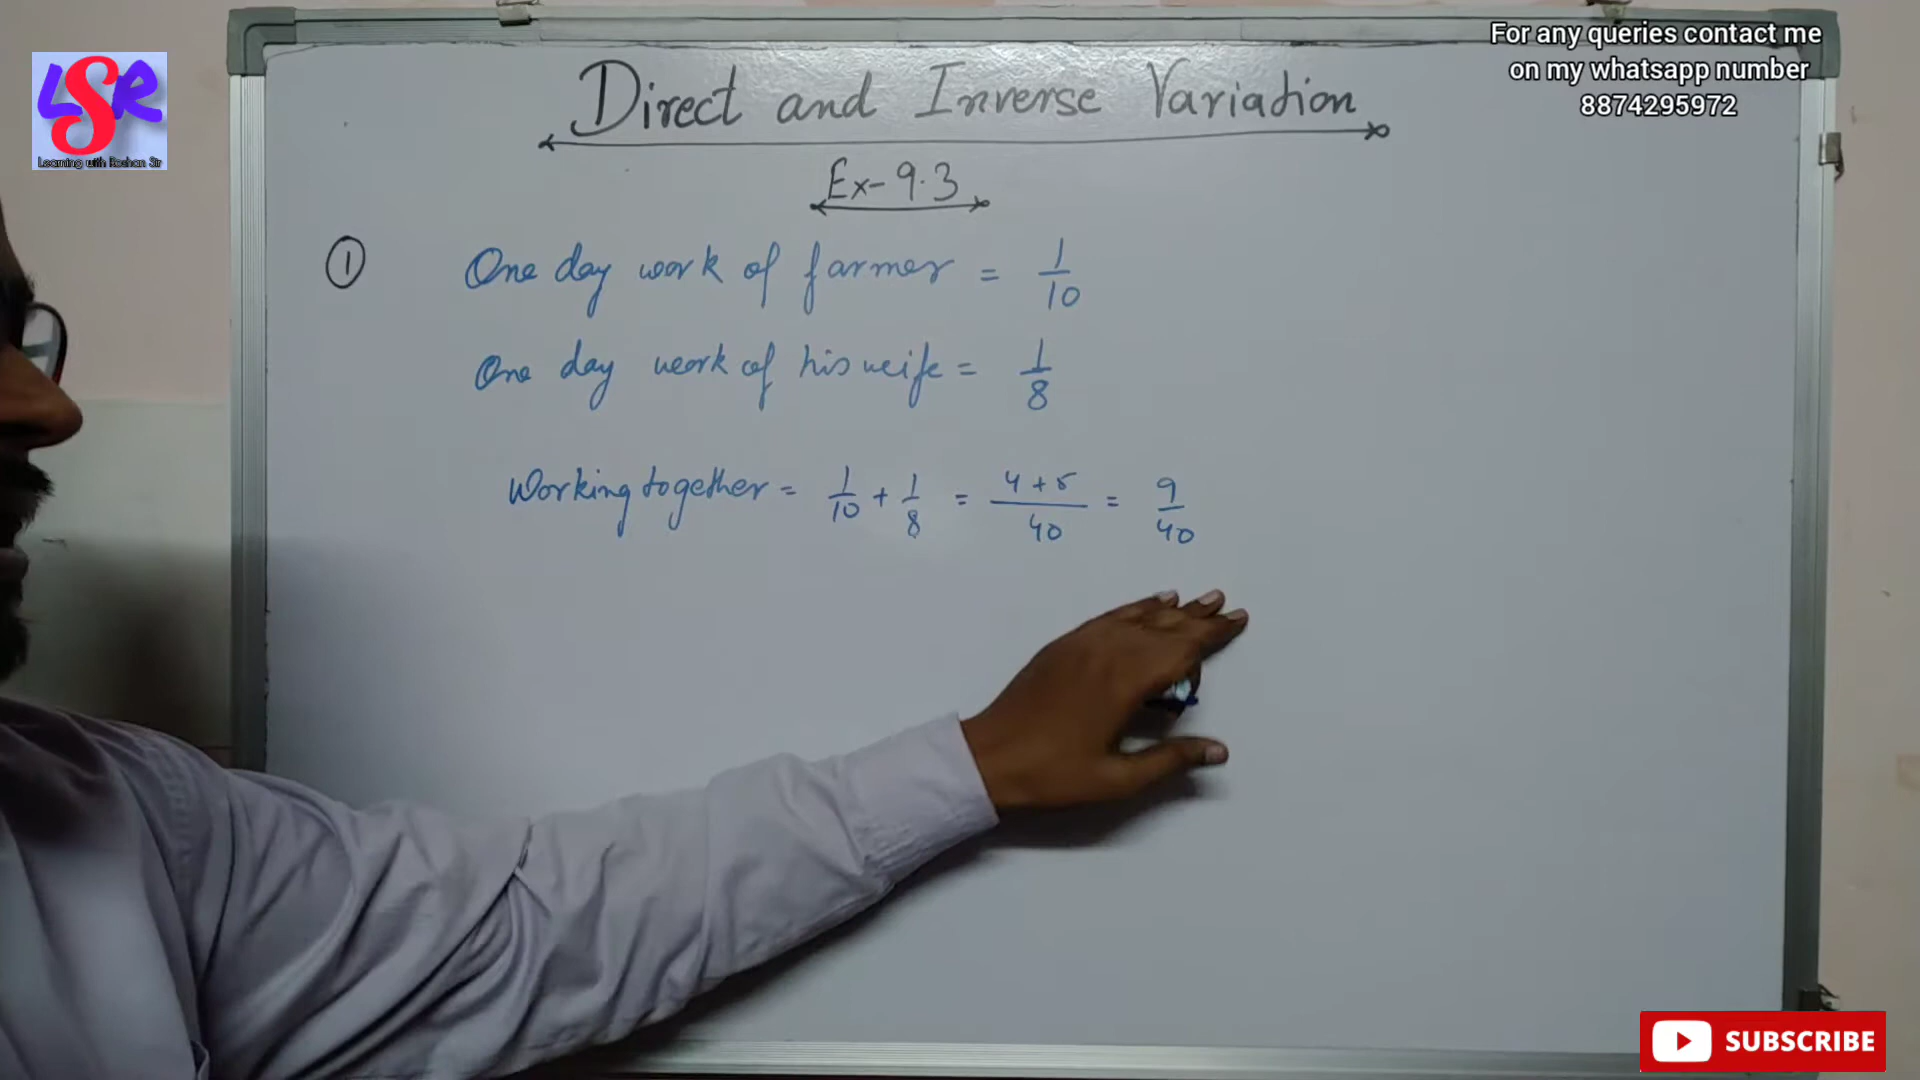 For any queries contact me
on my whatsapp number
8874295972
LSR
Learning with Roshan Sir
Direct and Inverse Variation
Ex-9.3
① One day work of farmer = 1/10
One day work of his weife = 1/8
Working together = 1/10 + 1/8 = (4+5)/40 = 9/40
SUBSCRIBE